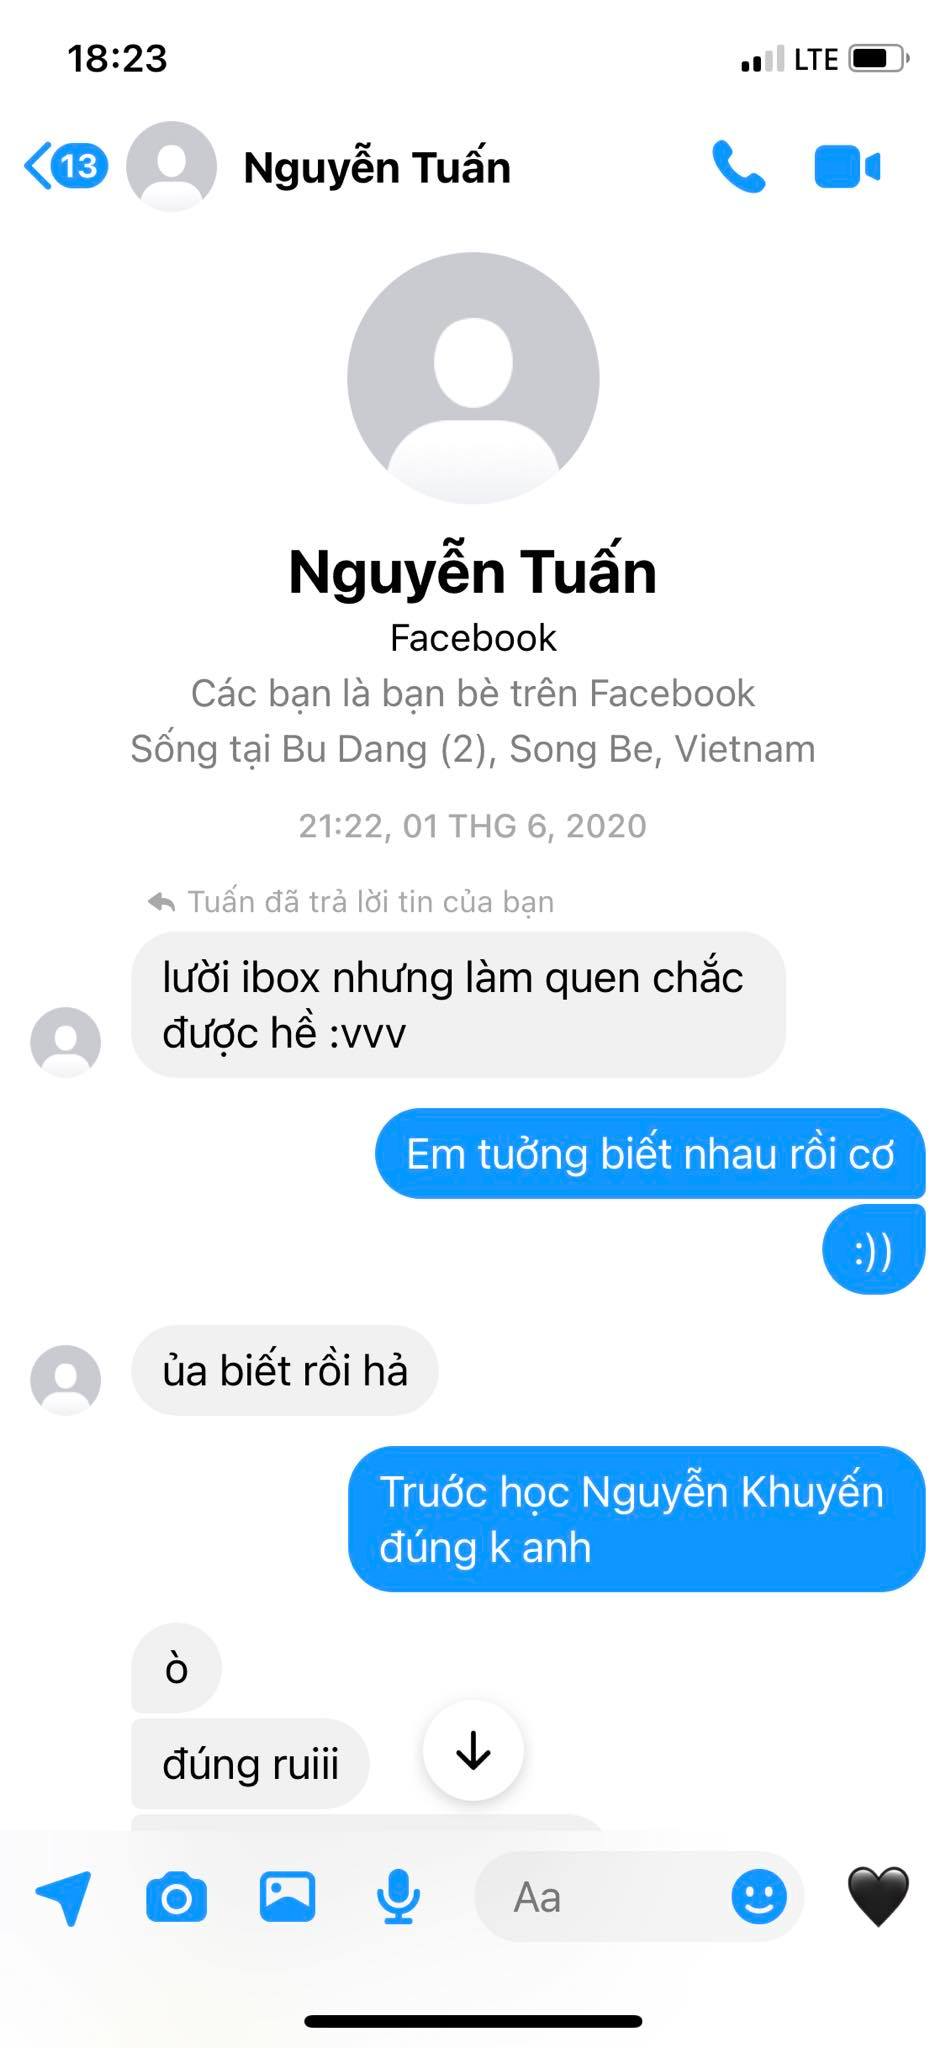 18:23
LTE
13
Nguyễn Tuấn
Nguyễn Tuấn
Facebook
Các bạn là bạn bè trên Facebook
Sống tại Bu Dang (2), Song Be, Vietnam
21:22, 01 THG 6, 2020
Tuấn đã trả lời tin của bạn
lười ibox nhưng làm quen chắc
được hề :vvv
Em tuởng biết nhau rồi cơ
:))
ủa biết rồi hả
Truớc học Nguyễn Khuyến
đúng k anh
ò
đúng ruiii
Aa